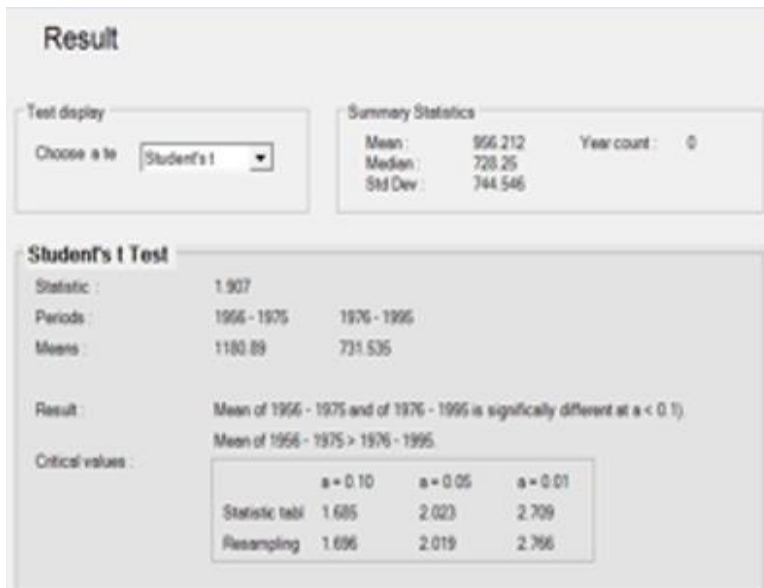 Result
Test display
Choose a te Student's t
Summary Statistics
Mean : 956.212 Year count : 0
Median : 728.25
Std Dev : 744.546
Student's t Test
Statistic : 1.907
Periods : 1956 - 1975 1976 - 1995
Means : 1180.89 731.535
Result : Mean of 1956 - 1975 and of 1976 - 1995 is significally different at a < 0.1).
Mean of 1956 - 1975 > 1976 - 1995.
Critical values :
a = 0.10 a = 0.05 a = 0.01
Statistic tabl 1.685 2.023 2.709
Resampling 1.696 2.019 2.766